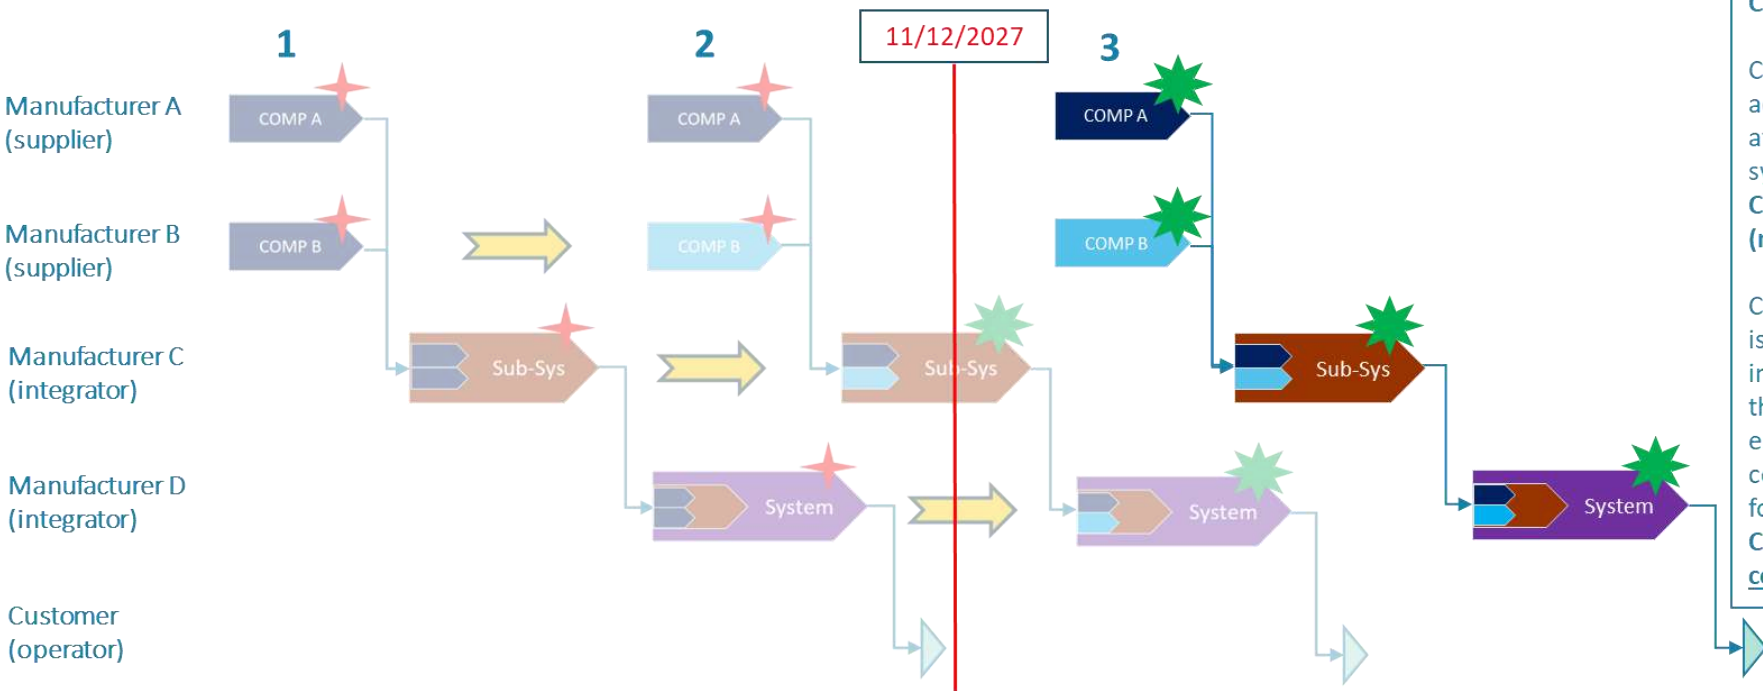 1
2
11/12/2027
3
Manufacturer A
(supplier)
COMP A
COMP A
COMP A
Manufacturer B
(supplier)
COMP B
COMP B
COMP B
Manufacturer C
(integrator)
Sub-Sys
Sub-Sys
Sub-Sys
Manufacturer D
(integrator)
System
System
System
Customer
(operator)